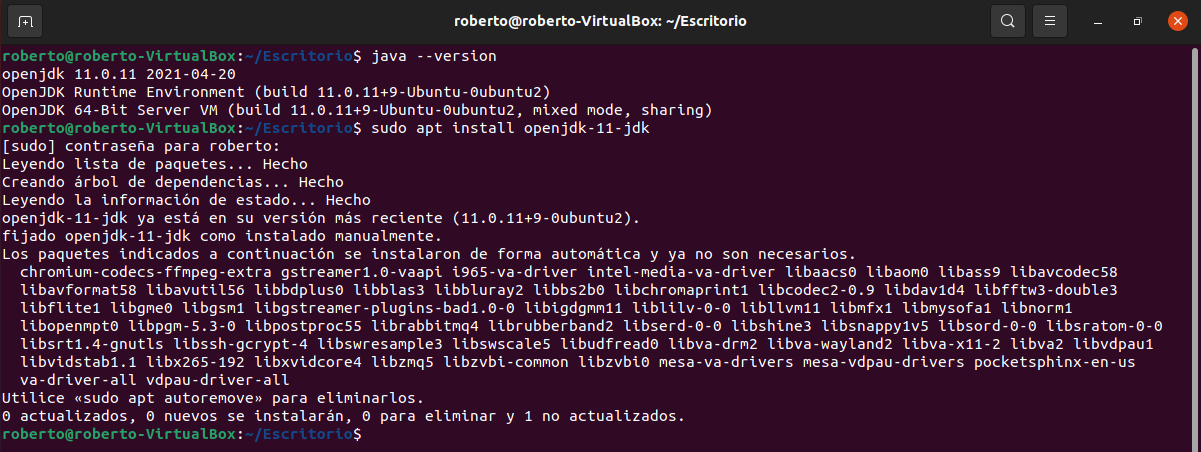 roberto@roberto-VirtualBox: ~/Escritorio
roberto@roberto-VirtualBox:~/Escritorio$ java --version
openjdk 11.0.11 2021-04-20
OpenJDK Runtime Environment (build 11.0.11+9-Ubuntu-0ubuntu2)
OpenJDK 64-Bit Server VM (build 11.0.11+9-Ubuntu-0ubuntu2, mixed mode, sharing)
roberto@roberto-VirtualBox:~/Escritorio$ sudo apt install openjdk-11-jdk
[sudo] contraseña para roberto:
Leyendo lista de paquetes... Hecho
Creando árbol de dependencias... Hecho
Leyendo la información de estado... Hecho
openjdk-11-jdk ya está en su versión más reciente (11.0.11+9-0ubuntu2).
fijado openjdk-11-jdk como instalado manualmente.
Los paquetes indicados a continuación se instalaron de forma automática y ya no son necesarios.
  chromium-codecs-ffmpeg-extra gstreamer1.0-vaapi i965-va-driver intel-media-va-driver libaacs0 libaom0 libass9 libavcodec58
  libavformat58 libavutil56 libbdplus0 libblas3 libbluray2 libbs2b0 libchromaprint1 libcodec2-0.9 libdav1d4 libfftw3-double3
  libflite1 libgme0 libgsm1 libgstreamer-plugins-bad1.0-0 libigdgmm11 liblilv-0-0 libllvm11 libmfx1 libmysofa1 libnorm1
  libopenmpt0 libpgm-5.3-0 libpostproc55 librabbitmq4 librubberband2 libserd-0-0 libshine3 libsnappy1v5 libsord-0-0 libsratom-0-0
  libsrt1.4-gnutls libssh-gcrypt-4 libswresample3 libswscale5 libudfread0 libva-drm2 libva-wayland2 libva-x11-2 libva2 libvdpau1
  libvidstab1.1 libx265-192 libxvidcore4 libzmq5 libzvbi-common libzvbi0 mesa-va-drivers mesa-vdpau-drivers pocketsphinx-en-us
  va-driver-all vdpau-driver-all
Utilice «sudo apt autoremove» para eliminarlos.
0 actualizados, 0 nuevos se instalarán, 0 para eliminar y 1 no actualizados.
roberto@roberto-VirtualBox:~/Escritorio$